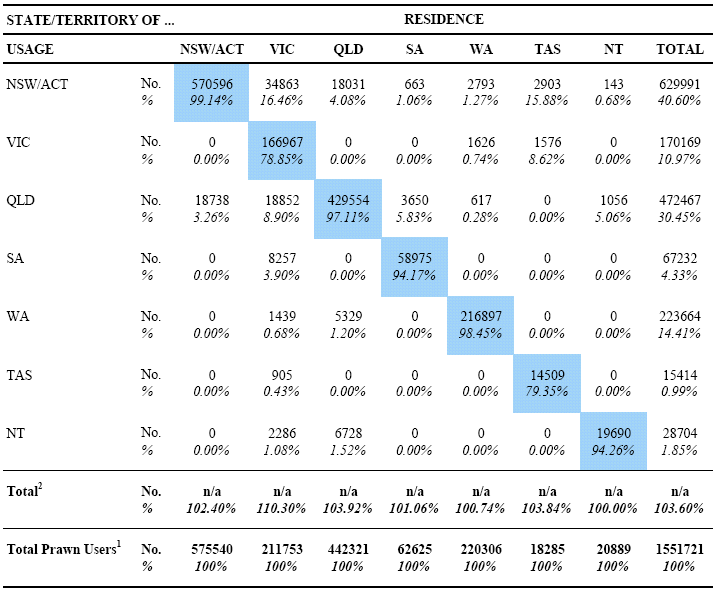 STATE/TERRITORY OF ... RESIDENCE
USAGE NSW/ACT VIC QLD SA WA TAS NT TOTAL
NSW/ACT No. 570596 34863 18031 663 2793 2903 143 629991
% 99.14% 16.46% 4.08% 1.06% 1.27% 15.88% 0.68% 40.60%
VIC No. 0 166967 0 0 1626 1576 0 170169
% 0.00% 78.85% 0.00% 0.00% 0.74% 8.62% 0.00% 10.97%
QLD No. 18738 18852 429554 3650 617 0 1056 472467
% 3.26% 8.90% 97.11% 5.83% 0.28% 0.00% 5.06% 30.45%
SA No. 0 8257 0 58975 0 0 0 67232
% 0.00% 3.90% 0.00% 94.17% 0.00% 0.00% 0.00% 4.33%
WA No. 0 1439 5329 0 216897 0 0 223664
% 0.00% 0.68% 1.20% 0.00% 98.45% 0.00% 0.00% 14.41%
TAS No. 0 905 0 0 0 14509 0 15414
% 0.00% 0.43% 0.00% 0.00% 0.00% 79.35% 0.00% 0.99%
NT No. 0 2286 6728 0 0 0 19690 28704
% 0.00% 1.08% 1.52% 0.00% 0.00% 0.00% 94.26% 1.85%
Total2 No. n/a n/a n/a n/a n/a n/a n/a n/a
% 102.40% 110.30% 103.92% 101.06% 100.74% 103.84% 100.00% 103.60%
Total Prawn Users1 No. 575540 211753 442321 62625 220306 18285 20889 1551721
% 100% 100% 100% 100% 100% 100% 100% 100%